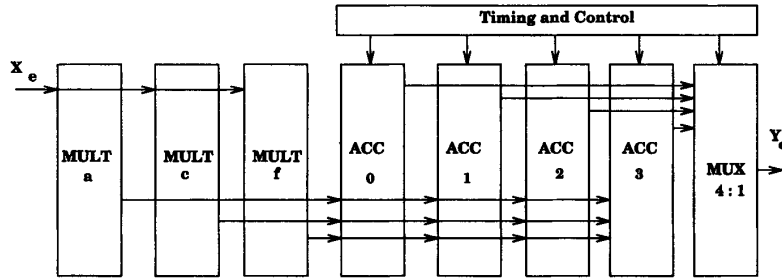 Timing and Control
X e
MULT
a
MULT
c
MULT
f
ACC
0
ACC
1
ACC
2
ACC
3
MUX
4 : 1
Y e